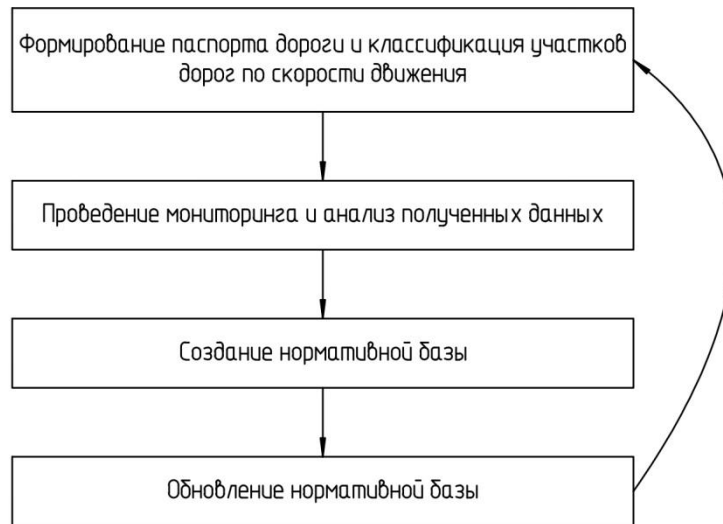 Формирование паспорта дороги и классификация участков
дорог по скорости движения
Проведение мониторинга и анализ полученных данных
Создание нормативной базы
Обновление нормативной базы